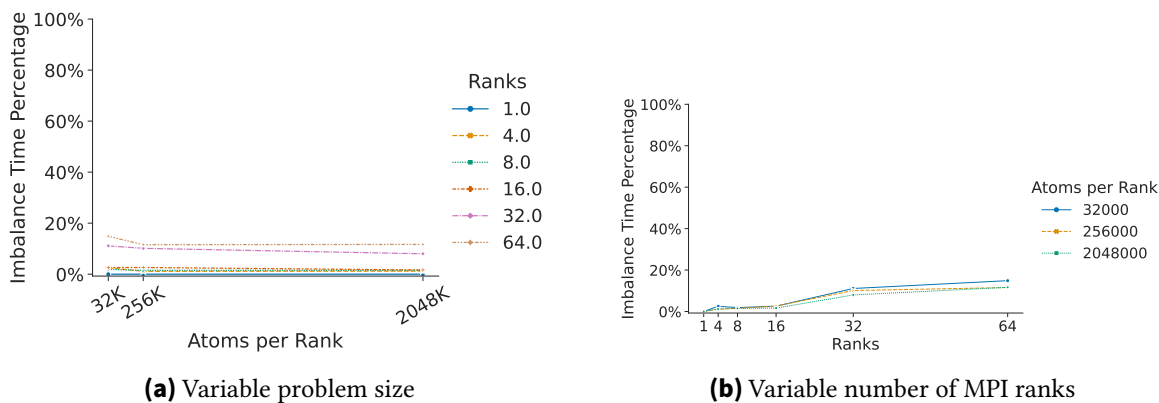 100%
80%
60%
40%
20%
0%
Imbalance Time Percentage
32K
256K
2048K
Atoms per Rank
Ranks
1.0
4.0
8.0
16.0
32.0
64.0
(a) Variable problem size
100%
80%
60%
40%
20%
0%
Imbalance Time Percentage
1 4 8 16 32 64
Ranks
Atoms per Rank
32000
256000
2048000
(b) Variable number of MPI ranks